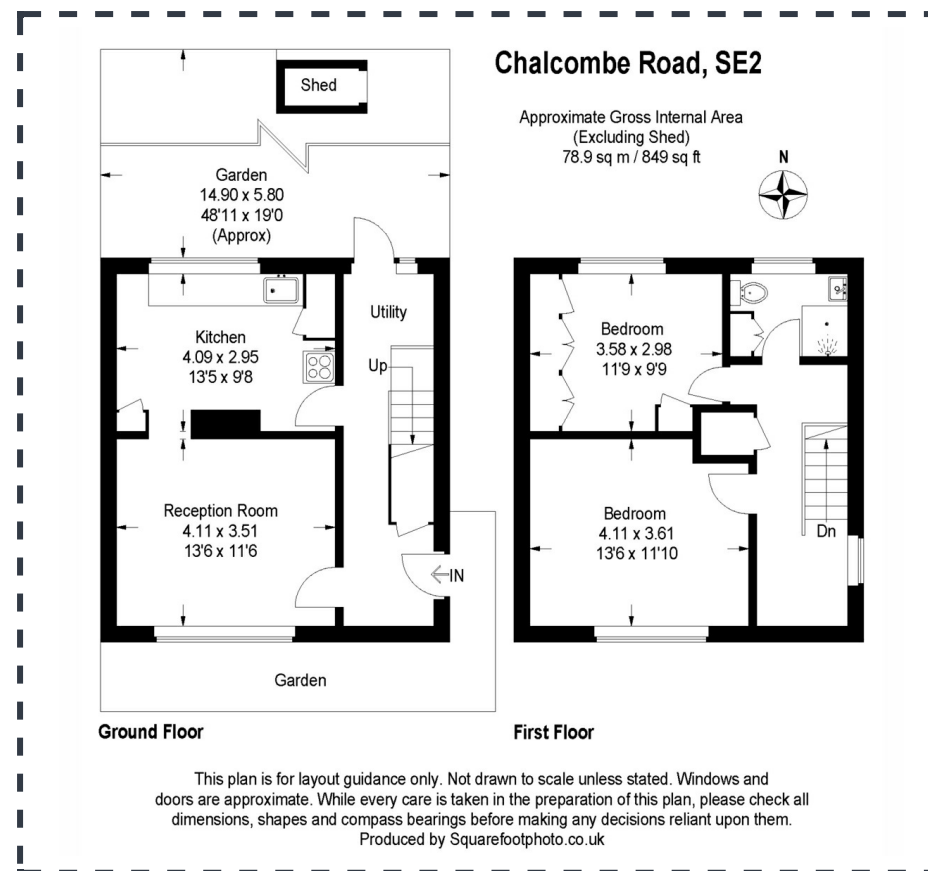 Chalcombe Road, SE2
Approximate Gross Internal Area
(Excluding Shed)
78.9 sq m / 849 sq ft
N
Shed
Garden
14.90 x 5.80
48'11 x 19'0
(Approx)
Kitchen
4.09 x 2.95
13'5 x 9'8
Utility
Up
Reception Room
4.11 x 3.51
13'6 x 11'6
IN
Garden
Ground Floor
Bedroom
3.58 x 2.98
11'9 x 9'9
Bedroom
4.11 x 3.61
13'6 x 11'10
Dn
First Floor
This plan is for layout guidance only. Not drawn to scale unless stated. Windows and
doors are approximate. While every care is taken in the preparation of this plan, please check all
dimensions, shapes and compass bearings before making any decisions reliant upon them.
Produced by Squarefootphoto.co.uk